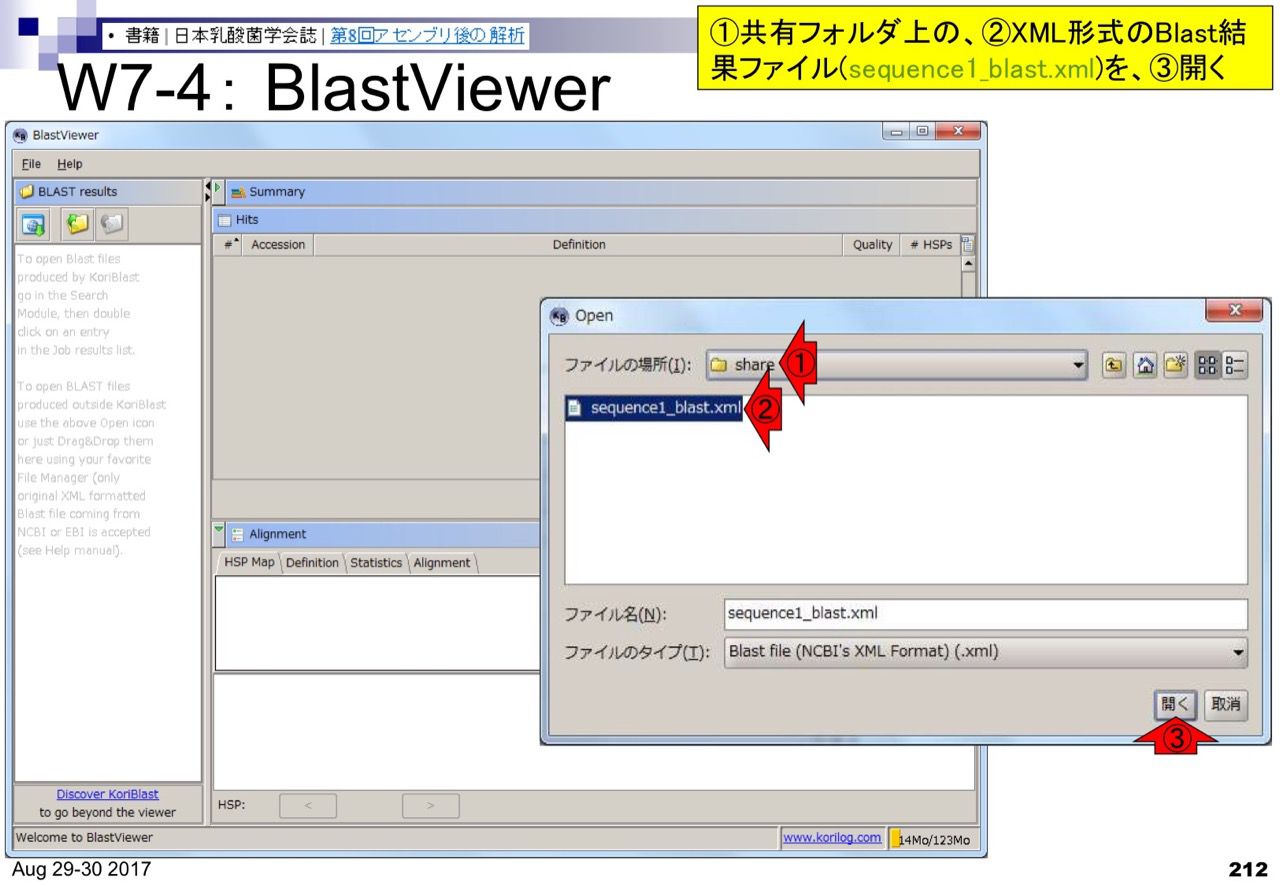 • 書籍 | 日本乳酸菌学会誌 | 第8回アセンブリ後の解析
①共有フォルダ上の、②XML形式のBlast結
果ファイル(sequence1_blast.xml)を、③開く
W7-4: BlastViewer
BlastViewer
File Help
BLAST results
Summary
Hits
# Accession Definition Quality # HSPs
To open Blast files
produced by KoriBlast
go in the Search
Module, then double
click on an entry
in the Job results list.
To open BLAST files
produced outside KoriBlast
use the above Open icon
or just Drag&Drop them
here using your favorite
File Manager (only
original XML formatted
Blast file coming from
NCBI or EBI is accepted
(see Help manual).
Discover KoriBlast
to go beyond the viewer
Alignment
HSP Map Definition Statistics Alignment
HSP: < >
Welcome to BlastViewer
www.korilog.com 14Mo/123Mo
Open
ファイルの場所(I): share ①
sequence1_blast.xml ②
ファイル名(N): sequence1_blast.xml
ファイルのタイプ(T): Blast file (NCBI's XML Format) (.xml)
開く 取消
③
Aug 29-30 2017
212